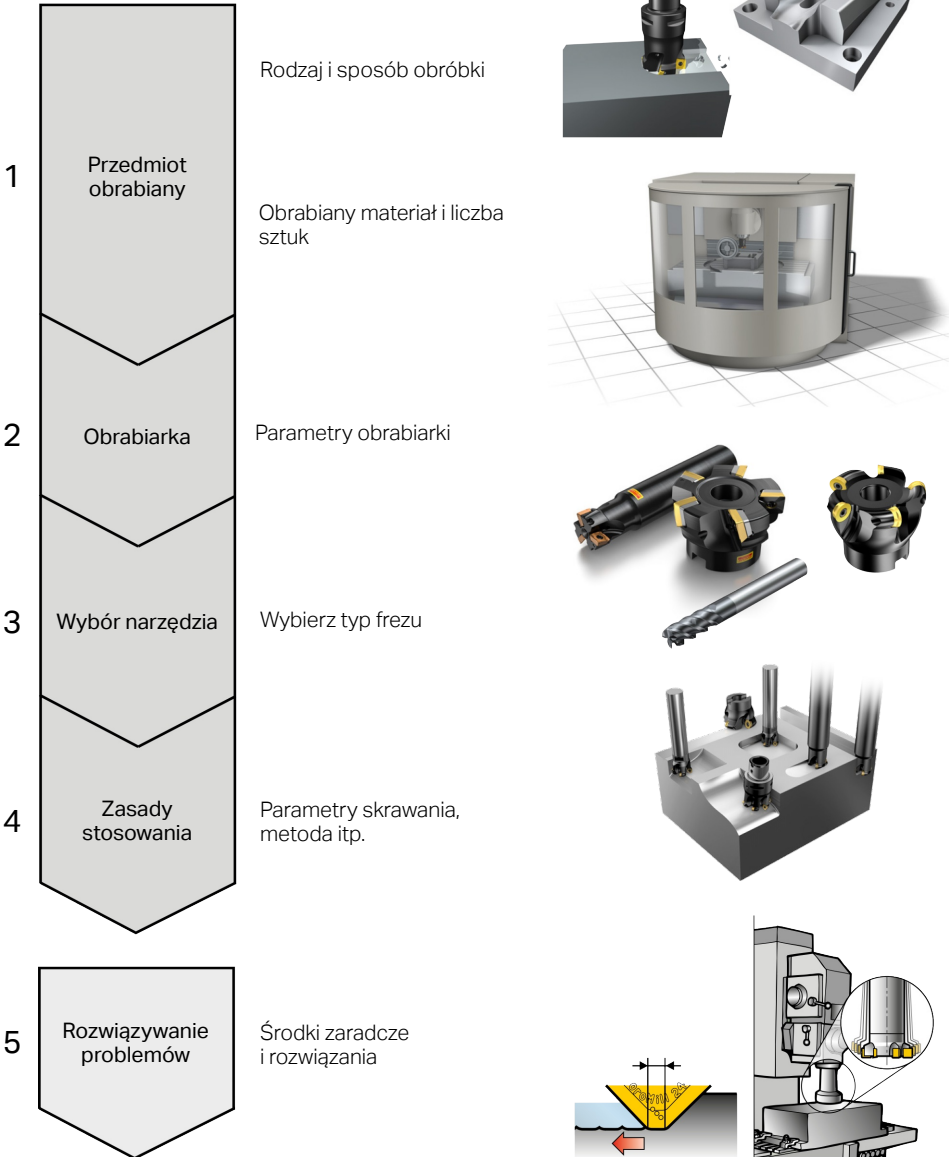 Rodzaj i sposób obróbki
1
Przedmiot
obrabiany
Obrabiany materiał i liczba
sztuk
2
Obrabiarka
Parametry obrabiarki
3
Wybór narzędzia
Wybierz typ frezu
4
Zasady
stosowania
Parametry skrawania,
metoda itp.
5
Rozwiązywanie
problemów
Środki zaradcze
i rozwiązania